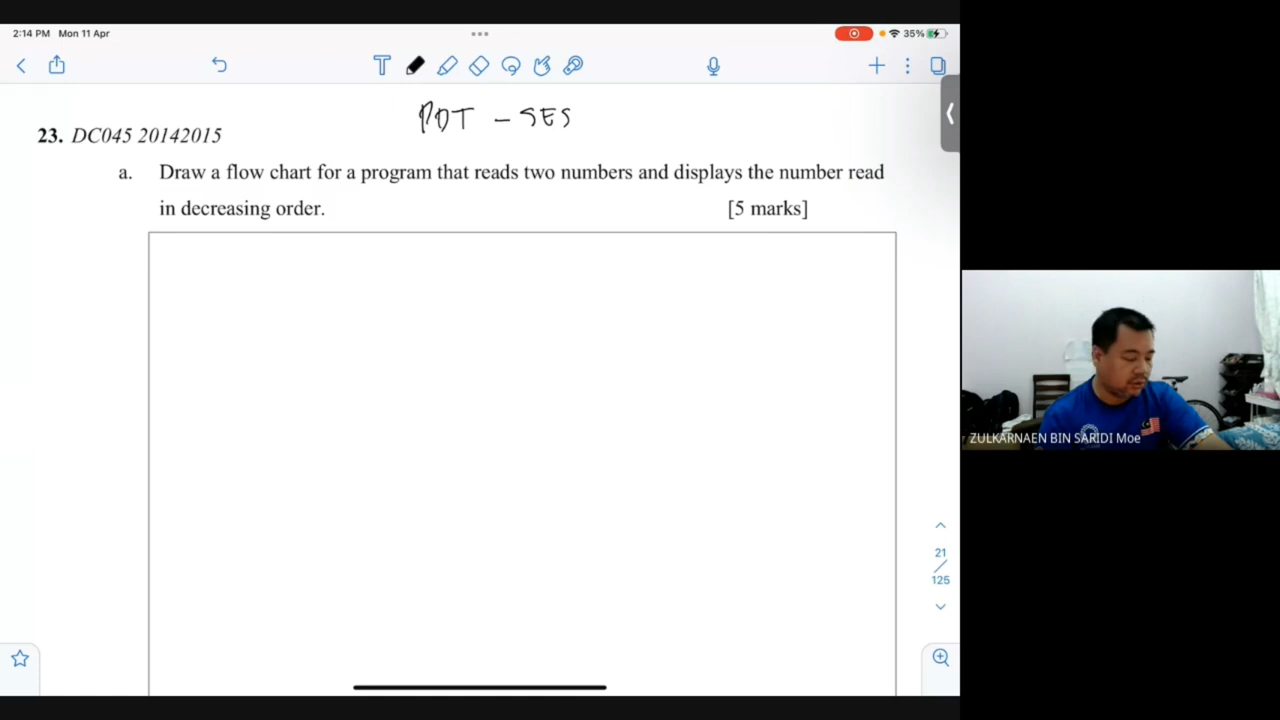 2:14 PM Mon 11 Apr
35%
PDT - SES
23. DC045 20142015
a. Draw a flow chart for a program that reads two numbers and displays the number read
in decreasing order. [5 marks]
ZULKARNAEN BIN SARIDI Moe
21
125